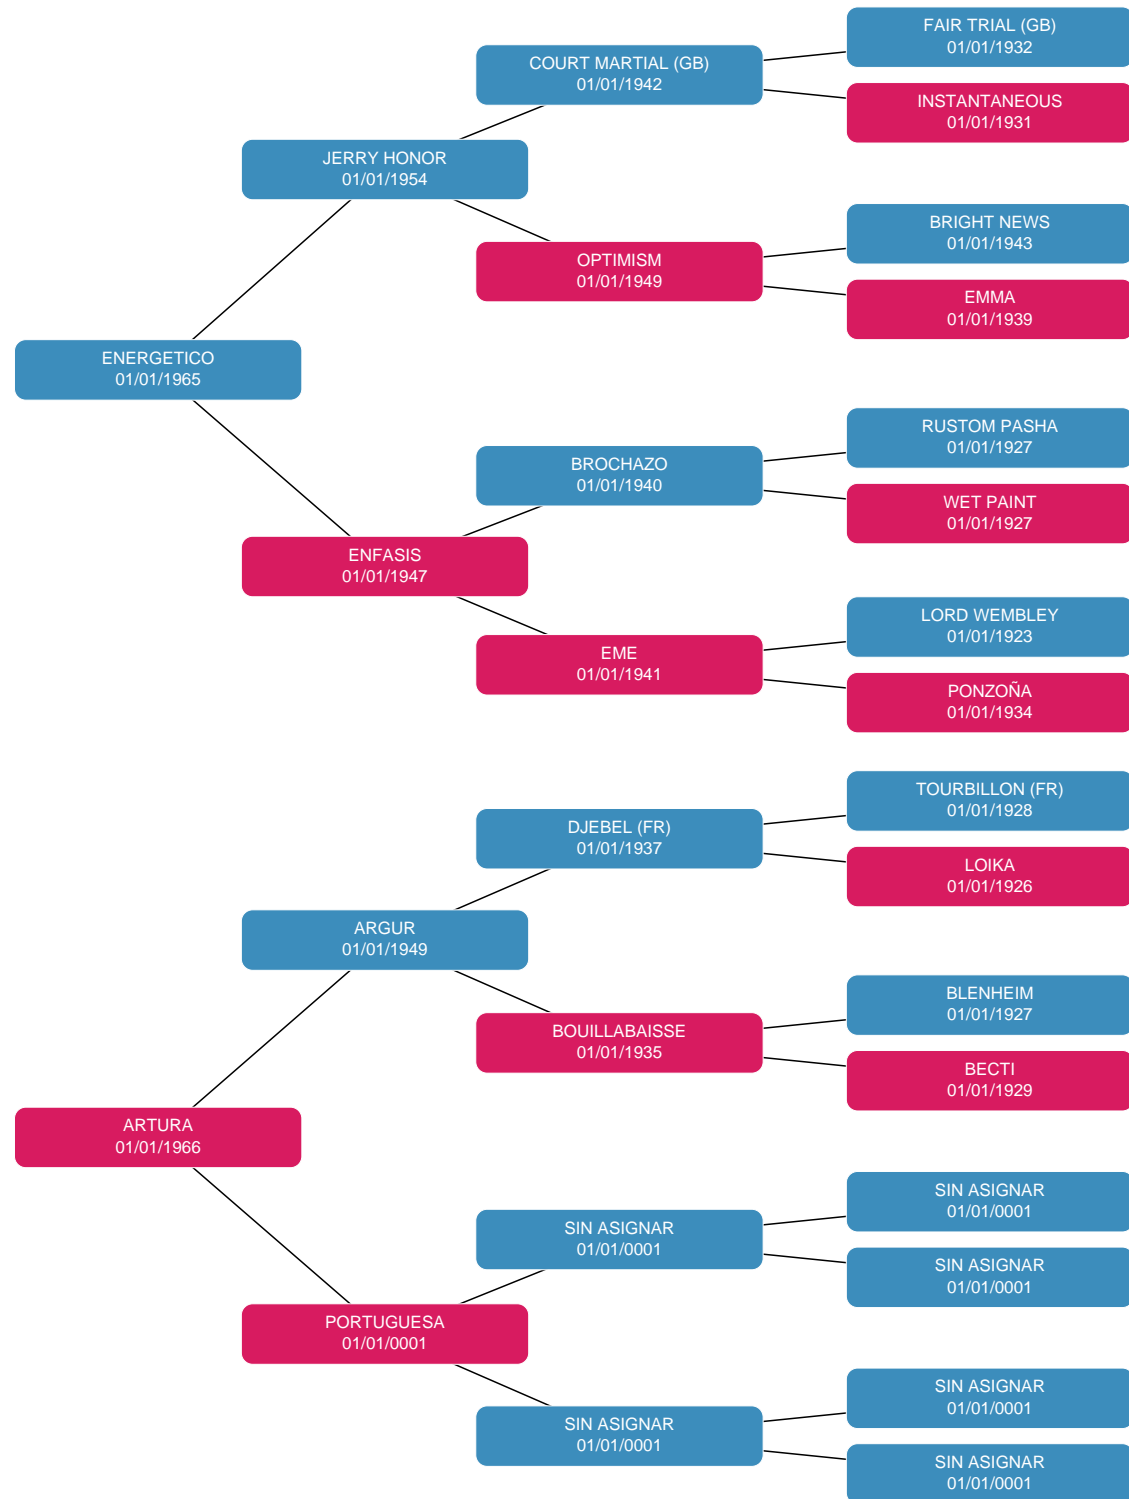 FAIR TRIAL (GB)
01/01/1932
COURT MARTIAL (GB)
01/01/1942
INSTANTANEOUS
01/01/1931
JERRY HONOR
01/01/1954
BRIGHT NEWS
01/01/1943
OPTIMISM
01/01/1949
EMMA
01/01/1939
ENERGETICO
01/01/1965
RUSTOM PASHA
01/01/1927
BROCHAZO
01/01/1940
WET PAINT
01/01/1927
ENFASIS
01/01/1947
LORD WEMBLEY
01/01/1923
EME
01/01/1941
PONZOÑA
01/01/1934
TOURBILLON (FR)
01/01/1928
DJEBEL (FR)
01/01/1937
LOIKA
01/01/1926
ARGUR
01/01/1949
BLENHEIM
01/01/1927
BOUILLABAISSE
01/01/1935
BECTI
01/01/1929
ARTURA
01/01/1966
SIN ASIGNAR
01/01/0001
SIN ASIGNAR
01/01/0001
SIN ASIGNAR
01/01/0001
PORTUGUESA
01/01/0001
SIN ASIGNAR
01/01/0001
SIN ASIGNAR
01/01/0001
SIN ASIGNAR
01/01/0001